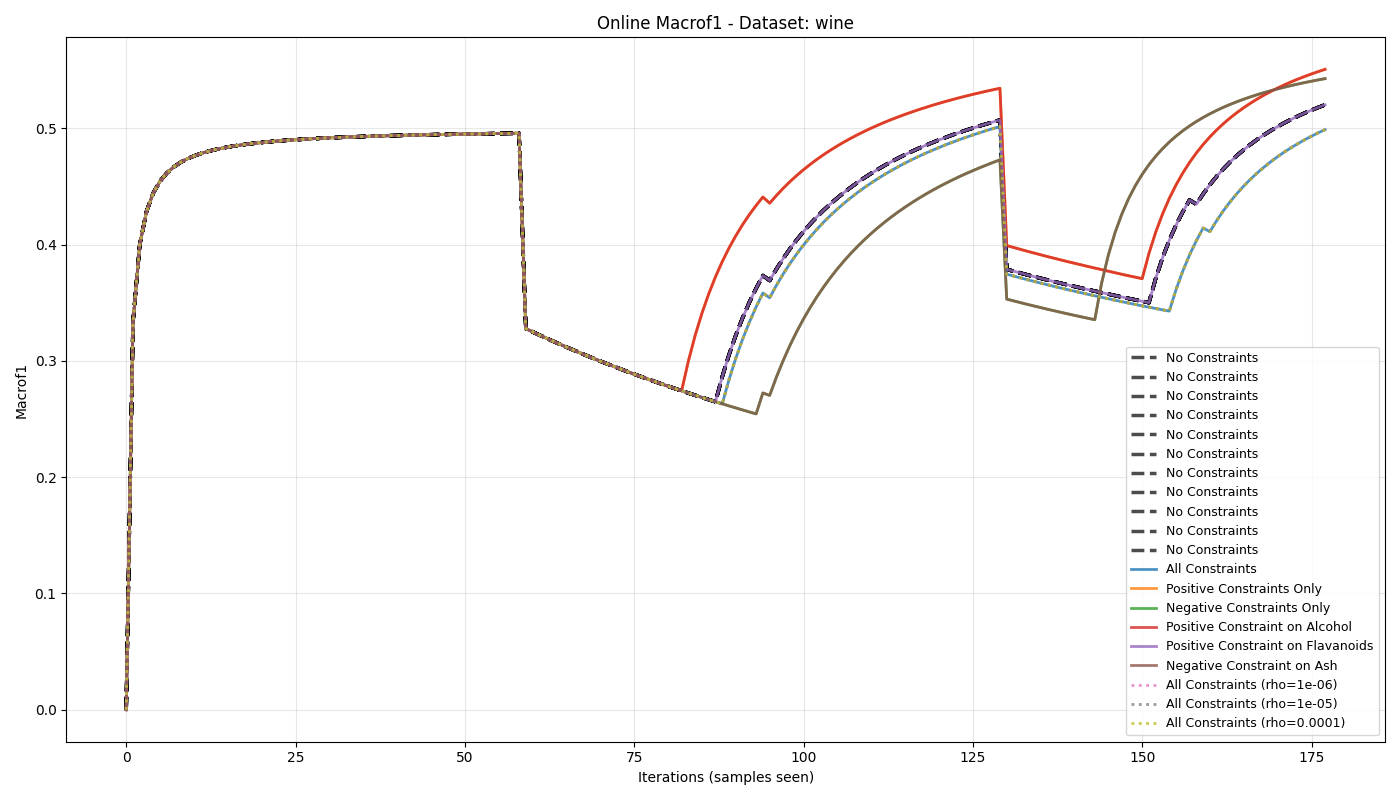 Online Macrof1 - Dataset: wine
Macrof1
0.5
0.4
0.3
0.2
0.1
0.0
0
25
50
75
100
125
150
175
Iterations (samples seen)
No Constraints
No Constraints
No Constraints
No Constraints
No Constraints
No Constraints
No Constraints
No Constraints
No Constraints
No Constraints
No Constraints
All Constraints
Positive Constraints Only
Negative Constraints Only
Positive Constraint on Alcohol
Positive Constraint on Flavanoids
Negative Constraint on Ash
All Constraints (rho=1e-06)
All Constraints (rho=1e-05)
All Constraints (rho=0.0001)